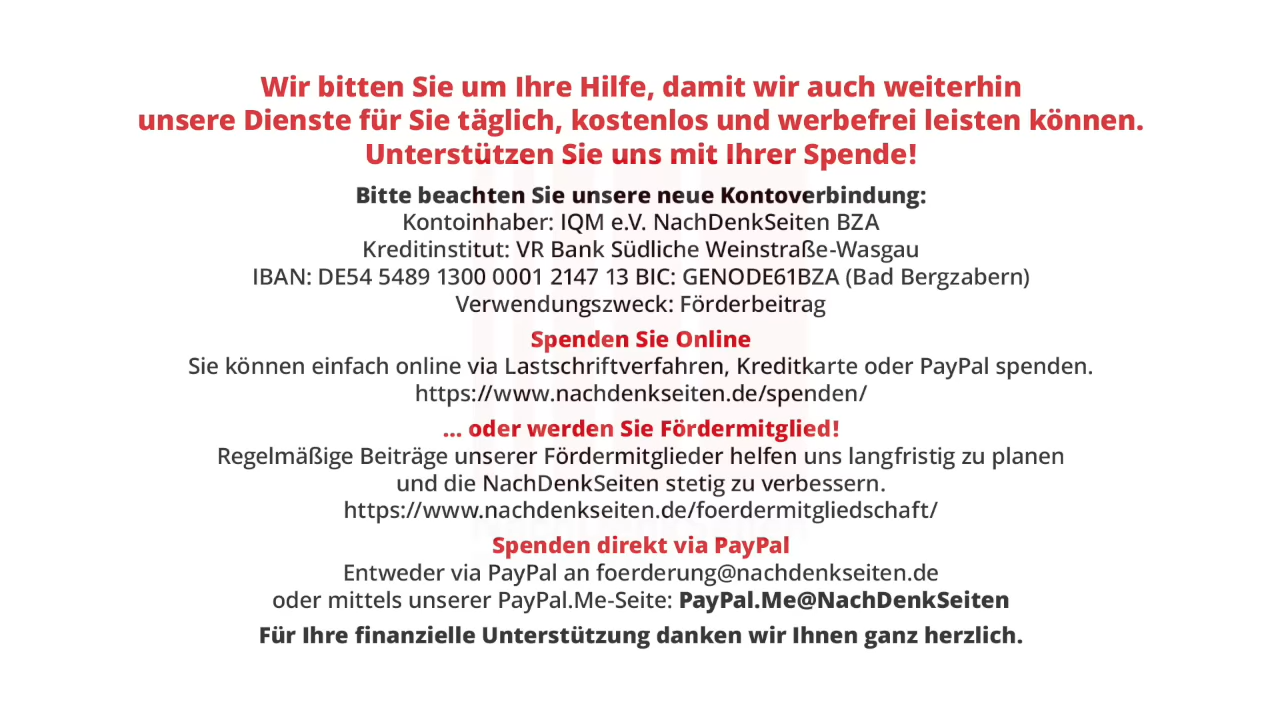 Wir bitten Sie um Ihre Hilfe, damit wir auch weiterhin
unsere Dienste für Sie täglich, kostenlos und werbefrei leisten können.
Unterstützen Sie uns mit Ihrer Spende!
Bitte beachten Sie unsere neue Kontoverbindung:
Kontoinhaber: IQM e.V. NachDenkSeiten BZA
Kreditinstitut: VR Bank Südliche Weinstraße-Wasgau
IBAN: DE54 5489 1300 0001 2147 13 BIC: GENODE61BZA (Bad Bergzabern)
Verwendungszweck: Förderbeitrag
Spenden Sie Online
Sie können einfach online via Lastschriftverfahren, Kreditkarte oder PayPal spenden.
https://www.nachdenkseiten.de/spenden/
... oder werden Sie Fördermitglied!
Regelmäßige Beiträge unserer Fördermitglieder helfen uns langfristig zu planen
und die NachDenkSeiten stetig zu verbessern.
https://www.nachdenkseiten.de/foerdermitgliedschaft/
Spenden direkt via PayPal
Entweder via PayPal an foerderung@nachdenkseiten.de
oder mittels unserer PayPal.Me-Seite: PayPal.Me@NachDenkSeiten
Für Ihre finanzielle Unterstützung danken wir Ihnen ganz herzlich.